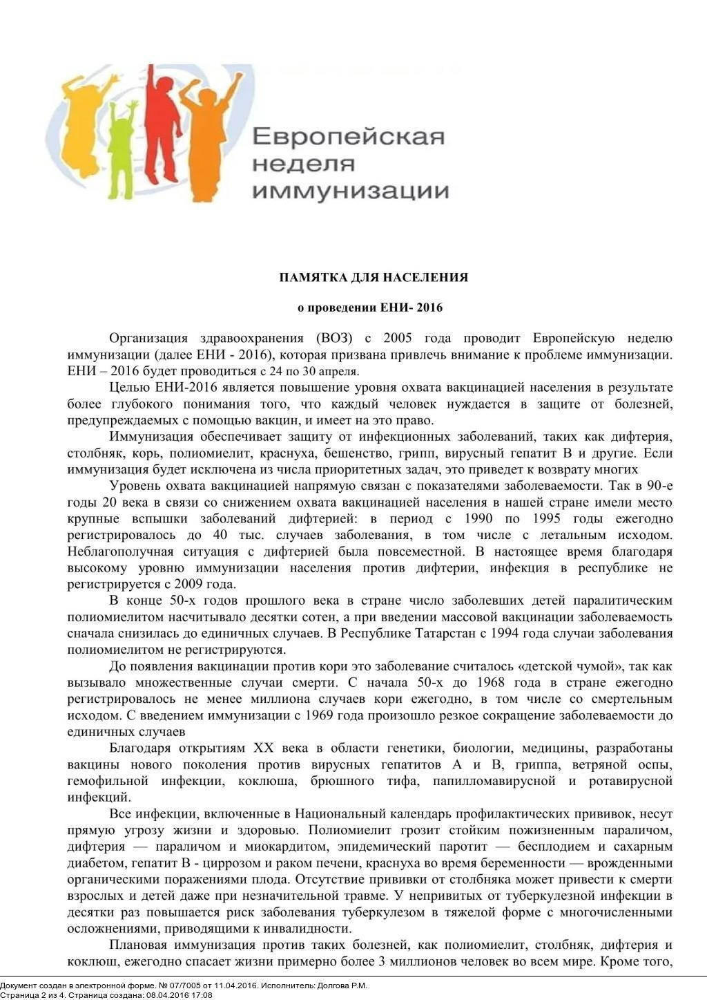 Европейская
неделя
иммунизации
ПАМЯТКА ДЛЯ НАСЕЛЕНИЯ
о проведении ЕНИ- 2016
Организация здравоохранения (ВОЗ) с 2005 года проводит Европейскую неделю
иммунизации (далее ЕНИ - 2016), которая призвана привлечь внимание к проблеме иммунизации.
ЕНИ – 2016 будет проводиться с 24 по 30 апреля.
Целью ЕНИ-2016 является повышение уровня охвата вакцинацией населения в результате
более глубокого понимания того, что каждый человек нуждается в защите от болезней,
предупреждаемых с помощью вакцин, и имеет на это право.
Иммунизация обеспечивает защиту от инфекционных заболеваний, таких как дифтерия,
столбняк, корь, полиомиелит, краснуха, бешенство, грипп, вирусный гепатит В и другие. Если
иммунизация будет исключена из числа приоритетных задач, это приведет к возврату многих
Уровень охвата вакцинацией напрямую связан с показателями заболеваемости. Так в 90-е
годы 20 века в связи со снижением охвата вакцинацией населения в нашей стране имели место
крупные вспышки заболеваний дифтерией: в период с 1990 по 1995 годы ежегодно
регистрировалось до 40 тыс. случаев заболевания, в том числе с летальным исходом.
Неблагополучная ситуация с дифтерией была повсеместной. В настоящее время благодаря
высокому уровню иммунизации населения против дифтерии, инфекция в республике не
регистрируется с 2009 года.
В конце 50-х годов прошлого века в стране число заболевших детей паралитическим
полиомиелитом насчитывало десятки сотен, а при введении массовой вакцинации заболеваемость
сначала снизилась до единичных случаев. В Республике Татарстан с 1994 года случаи заболевания
полиомиелитом не регистрируются.
До появления вакцинации против кори это заболевание считалось «детской чумой», так как
вызывало множественные случаи смерти. С начала 50-х до 1968 года в стране ежегодно
регистрировалось не менее миллиона случаев кори ежегодно, в том числе со смертельным
исходом. С введением иммунизации с 1969 года произошло резкое сокращение заболеваемости до
единичных случаев
Благодаря открытиям XX века в области генетики, биологии, медицины, разработаны
вакцины нового поколения против вирусных гепатитов А и В, гриппа, ветряной оспы,
гемофильной инфекции, коклюша, брюшного тифа, папилломавирусной и ротавирусной
инфекций.
Все инфекции, включенные в Национальный календарь профилактических прививок, несут
прямую угрозу жизни и здоровью. Полиомиелит грозит стойким пожизненным параличом,
дифтерия — параличом и миокардитом, эпидемический паротит — бесплодием и сахарным
диабетом, гепатит В - циррозом и раком печени, краснуха во время беременности — врожденными
органическими поражениями плода. Отсутствие прививки от столбняка может привести к смерти
взрослых и детей даже при незначительной травме. У непривитых от туберкулезной инфекции в
десятки раз повышается риск заболевания туберкулезом в тяжелой форме с многочисленными
осложнениями, приводящими к инвалидности.
Плановая иммунизация против таких болезней, как полиомиелит, столбняк, дифтерия и
коклюш, ежегодно спасает жизни примерно более 3 миллионов человек во всем мире. Кроме того,
Документ создан в электронной форме. № 07/7005 от 11.04.2016. Исполнитель: Долгова Р.М.
Страница 2 из 4. Страница создана: 08.04.2016 17:08